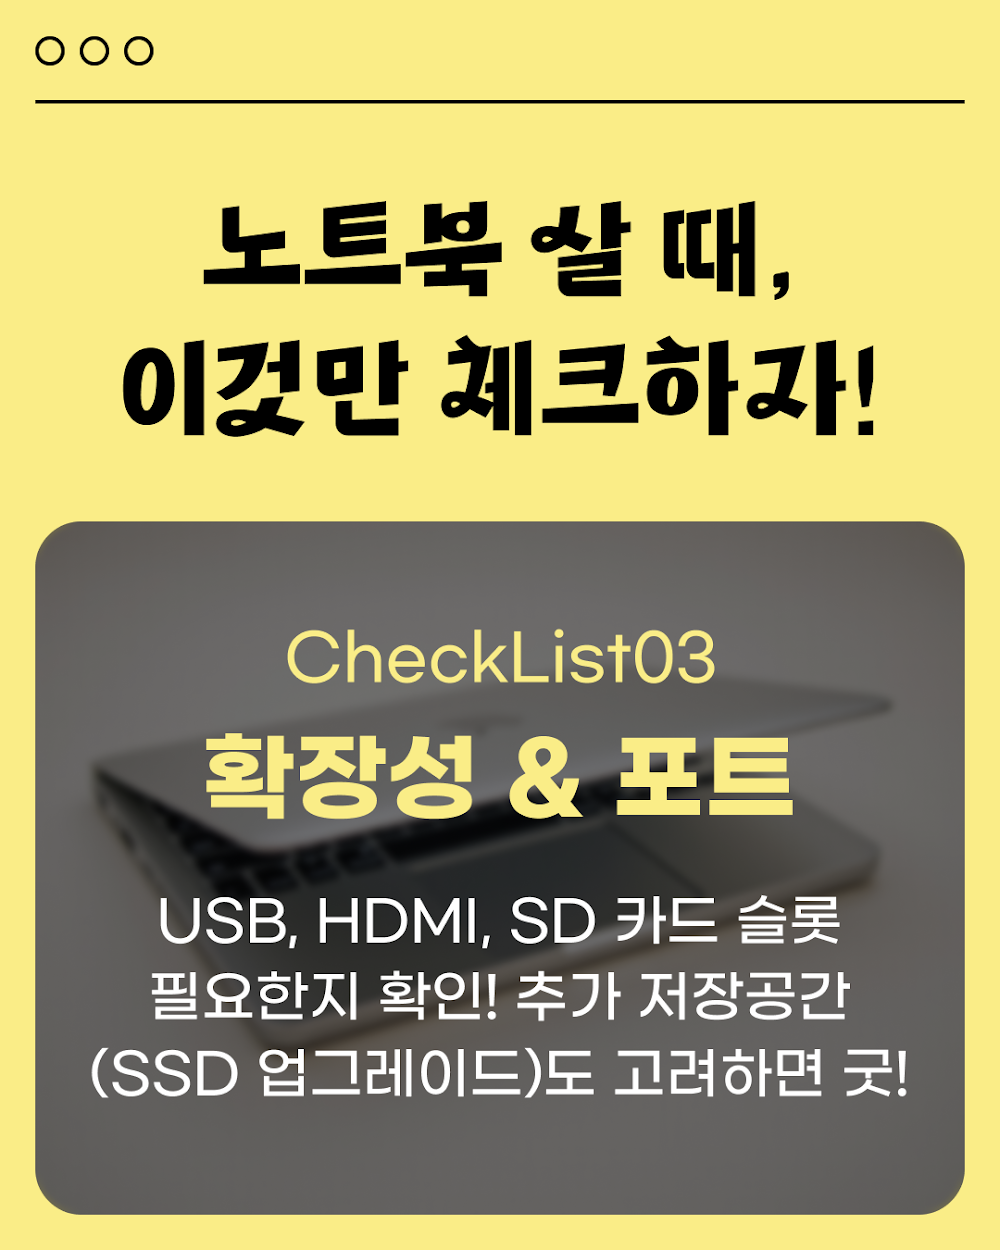 노트북 살 때,
이것만 체크하자!
CheckList03
확장성 & 포트
USB, HDMI, SD 카드 슬롯
필요한지 확인! 추가 저장공간
(SSD 업그레이드)도 고려하면 굿!